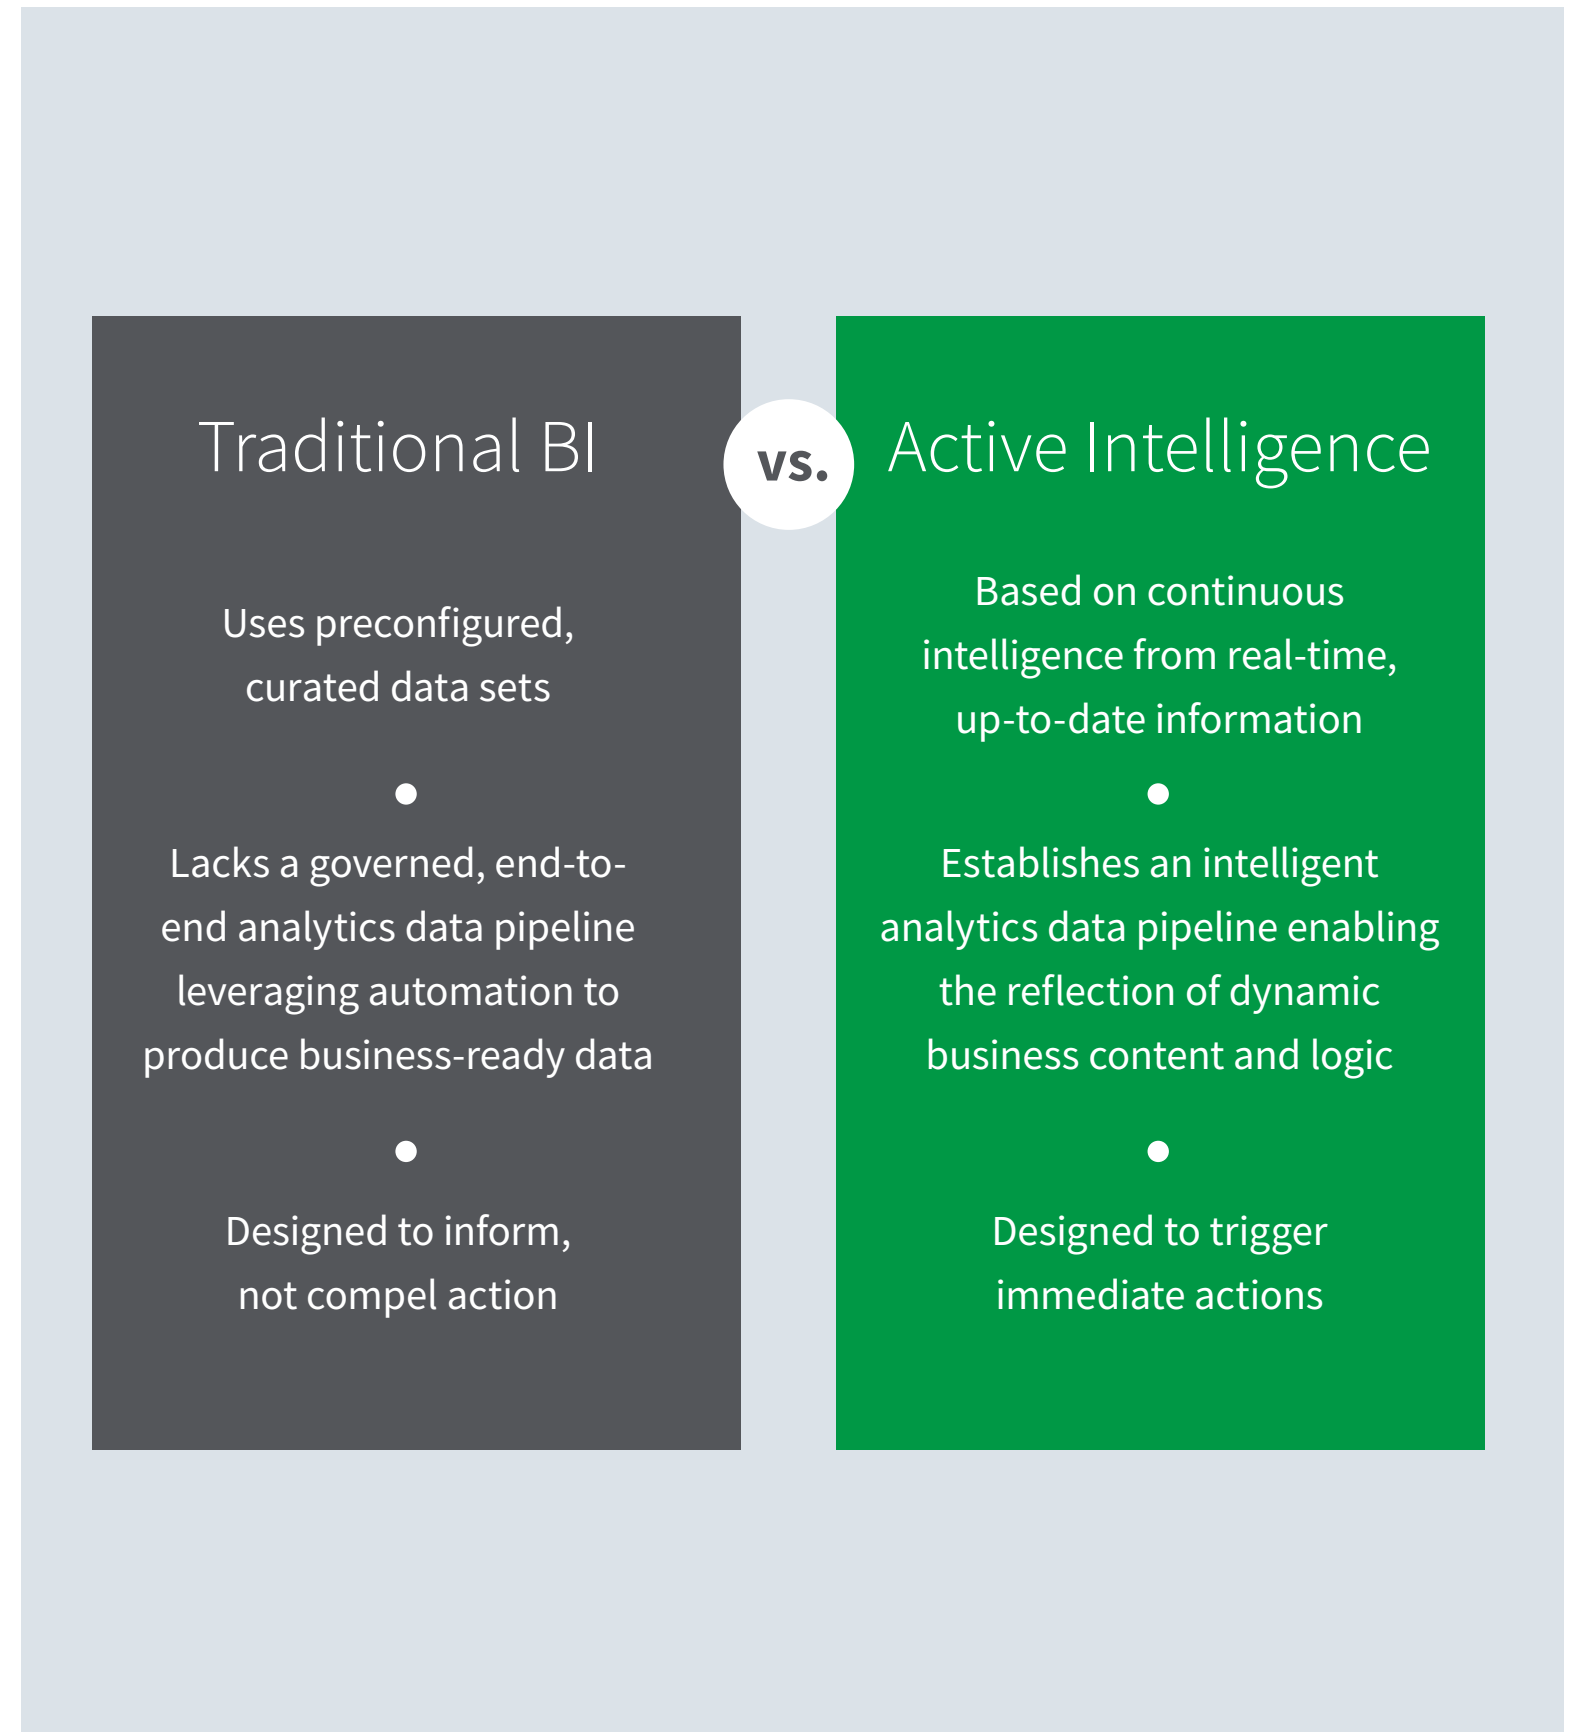 Traditional BI
Uses preconfigured,
curated data sets
Lacks a governed, end-to-
end analytics data pipeline
leveraging automation to
produce business-ready data
Designed to inform,
not compel action
vs.
Active Intelligence
Based on continuous
intelligence from real-time,
up-to-date information
Establishes an intelligent
analytics data pipeline enabling
the reflection of dynamic
business content and logic
Designed to trigger
immediate actions